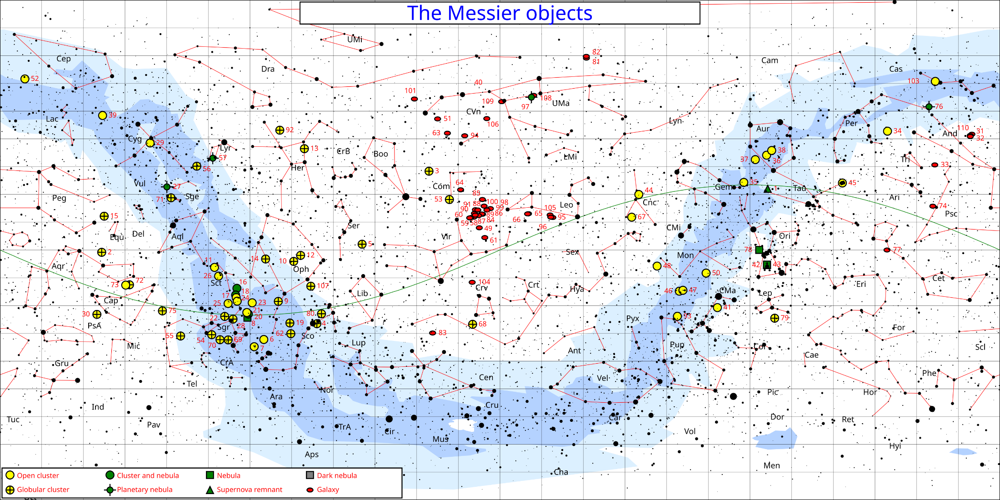 The Messier objects
UMi
82
Cep
81
Cam
Dra
Cas
52
40
103
101
108
109
97
UMa
76
CVn
39
51
106
Lac
Lyn
Per
110
31
92
Aur
34
And
32
63
94
Cyg
29
Lyr
13
CrB
Boo
38
57
LMi
37
36
Tri
Her
33
56
3
64
35
45
Vul
27
Com
Gem
1
Tau
44
85
71
Sge
53
Ari
Peg
100
98
Cnc
91
88
99
Leo
74
90
105
15
60
89
86
65
95
67
Psc
59
58
87
84
66
96
Ser
49
CMi
Equ
Del
Aql
Vir
Ori
61
5
2
Sex
78
77
12
Mon
14
10
11
42
43
Aqr
48
Oph
50
26
72
16
104
Cet
73
Sct
107
Crv
Crt
Hya
Eri
18
46
47
CMa
17
Lib
Lep
24
25
23
9
Cap
41
75
21
30
80
22
20
93
79
PsA
28
8
19
4
68
Pyx
Sgr
For
62
83
55
Sco
54
69
6
70
7
Lup
Pup
Mic
Col
Scl
Ant
Cae
Gru
CrA
Cen
Vel
Phe
Tel
Nor
Pic
Hor
Ara
Cru
Ind
Car
Dor
Ret
Tuc
Pav
TrA
Cir
Vol
Mus
Hyi
Aps
Men
Cha
Open cluster
Cluster and nebula
Nebula
Dark nebula
Globular cluster
Planetary nebula
Supernova remnant
Galaxy